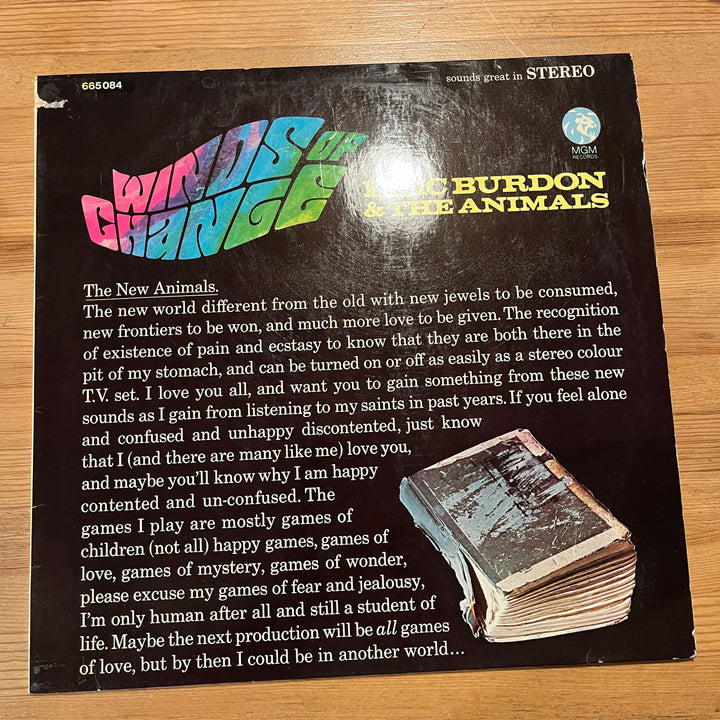 665084
sounds great in STEREO
WINDS OF
CHANGE
MGM
RECORDS
BURDON
& THE ANIMALS
The New Animals.
The new world different from the old with new jewels to be consumed,
new frontiers to be won, and much more love to be given. The recognition
of existence of pain and ecstasy to know that they are both there in the
pit of my stomach, and can be turned on or off as easily as a stereo colour
T.V. set. I love you all, and want you to gain something from these new
sounds as I gain from listening to my saints in past years. If you feel alone
and confused and unhappy discontented, just know
that I (and there are many like me) love you,
and maybe you'll know why I am happy
contented and un-confused. The
games I play are mostly games of
children (not all) happy games, games of
love, games of mystery, games of wonder,
please excuse my games of fear and jealousy,
I'm only human after all and still a student of
life. Maybe the next production will be all games
of love, but by then I could be in another world...